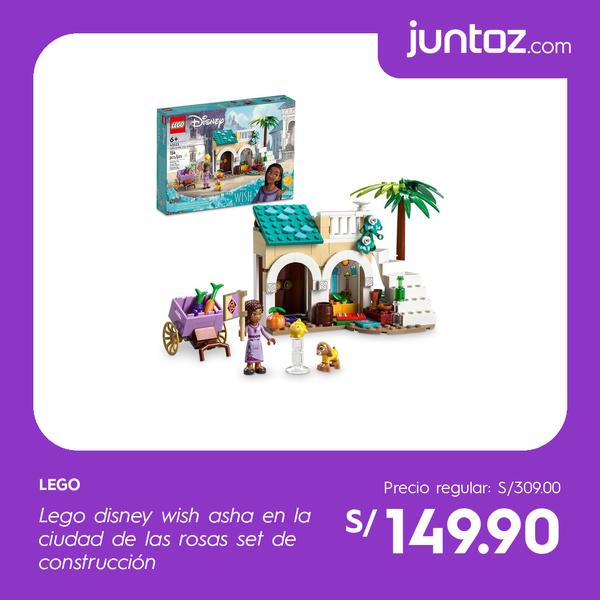 juntoz.com
LEGO
Disney
6+
154
WISH
LEGO
Precio regular: S/309.00
Lego disney wish asha en la
ciudad de las rosas set de
construcción
S/149.90